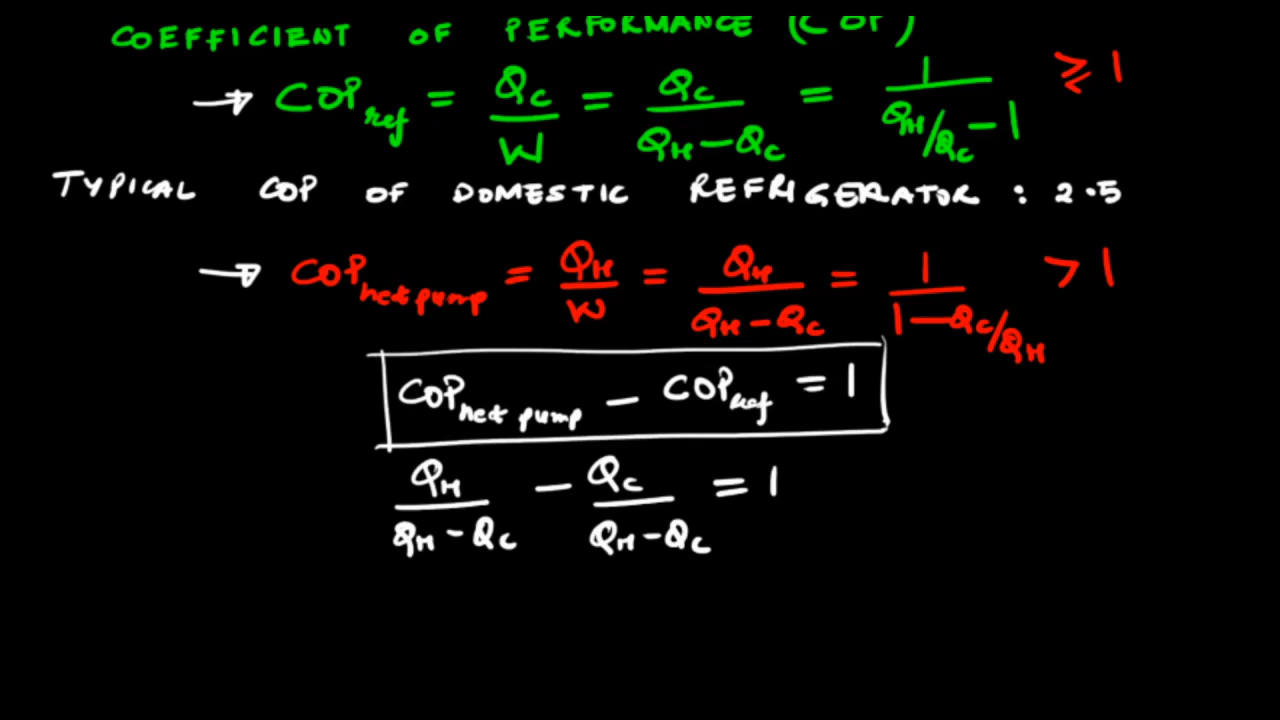 COEFFICIENT OF PERFORMANCE (COP)
→ COP_ref = Q_C/W = Q_C/(Q_H - Q_C) = 1/(Q_H/Q_C - 1) ⩾ 1
TYPICAL COP OF DOMESTIC REFRIGERATOR : 2.5
→ COP_heat pump = Q_H/W = Q_H/(Q_H - Q_C) = 1/(1 - Q_C/Q_H) > 1
COP_heat pump - COP_ref = 1
Q_H/(Q_H - Q_C) - Q_C/(Q_H - Q_C) = 1